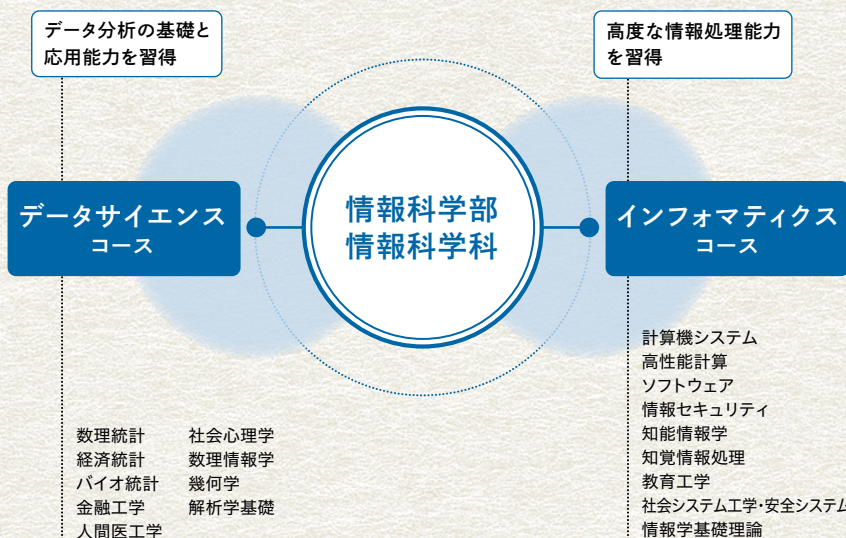 データ分析の基礎と
応用能力を習得
高度な情報処理能力
を習得
データサイエンス
コース
情報科学部
情報科学科
インフォマティクス
コース
数理統計
経済統計
バイオ統計
金融工学
人間医工学
社会心理学
数理情報学
幾何学
解析学基礎
計算機システム
高性能計算
ソフトウェア
情報セキュリティ
知能情報学
知覚情報処理
教育工学
社会システム工学・安全システム
情報学基礎理論